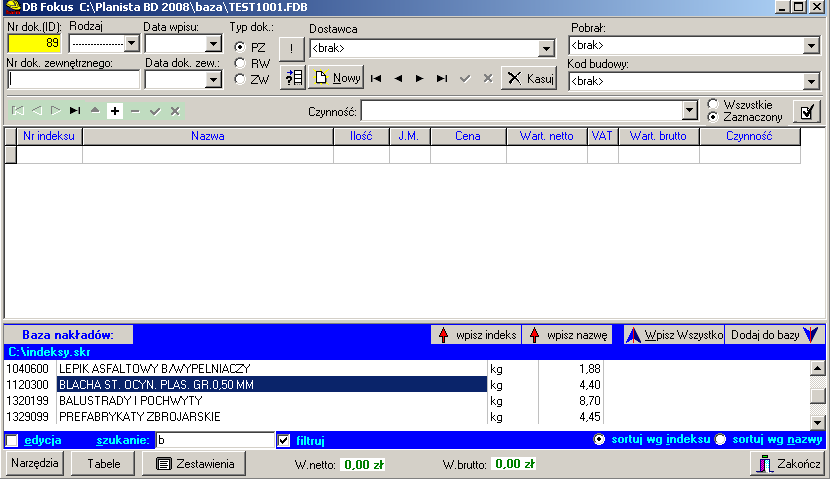 DB Fokus C:\Planista BD 2008\baza\TEST1001.FDB
Nr dok.(ID): Rodzaj Data wpisu: Typ dok.: Dostawca Pobrał:
89 ---------------- PZ ! <brak> <brak>
Nr dok. zewnętrznego: Data dok. zew.: RW Kod budowy:
ZW ? Nowy Kasuj <brak>
Czynność: Wszystkie
Zaznaczony
Nr indeksu Nazwa Ilość J.M. Cena Wart. netto VAT Wart. brutto Czynność
Baza nakładów: wpisz indeks wpisz nazwę Wpisz Wszystko Dodaj do bazy
C:\indeksy.skr
1040600 LEPIK ASFALTOWY B/WYPELNIACZY kg 1,88
1120300 BLACHA ST. OCYN. PLAS. GR.0,50 MM kg 4,40
1320199 BALUSTRADY I POCHWYTY kg 8,70
1329099 PREFABRYKATY ZBROJARSKIE kg 4,45
edycja szukanie: b filtruj sortuj wg indeksu sortuj wg nazwy
Narzędzia Tabele Zestawienia W.netto: 0,00 zł W.brutto: 0,00 zł Zakończ